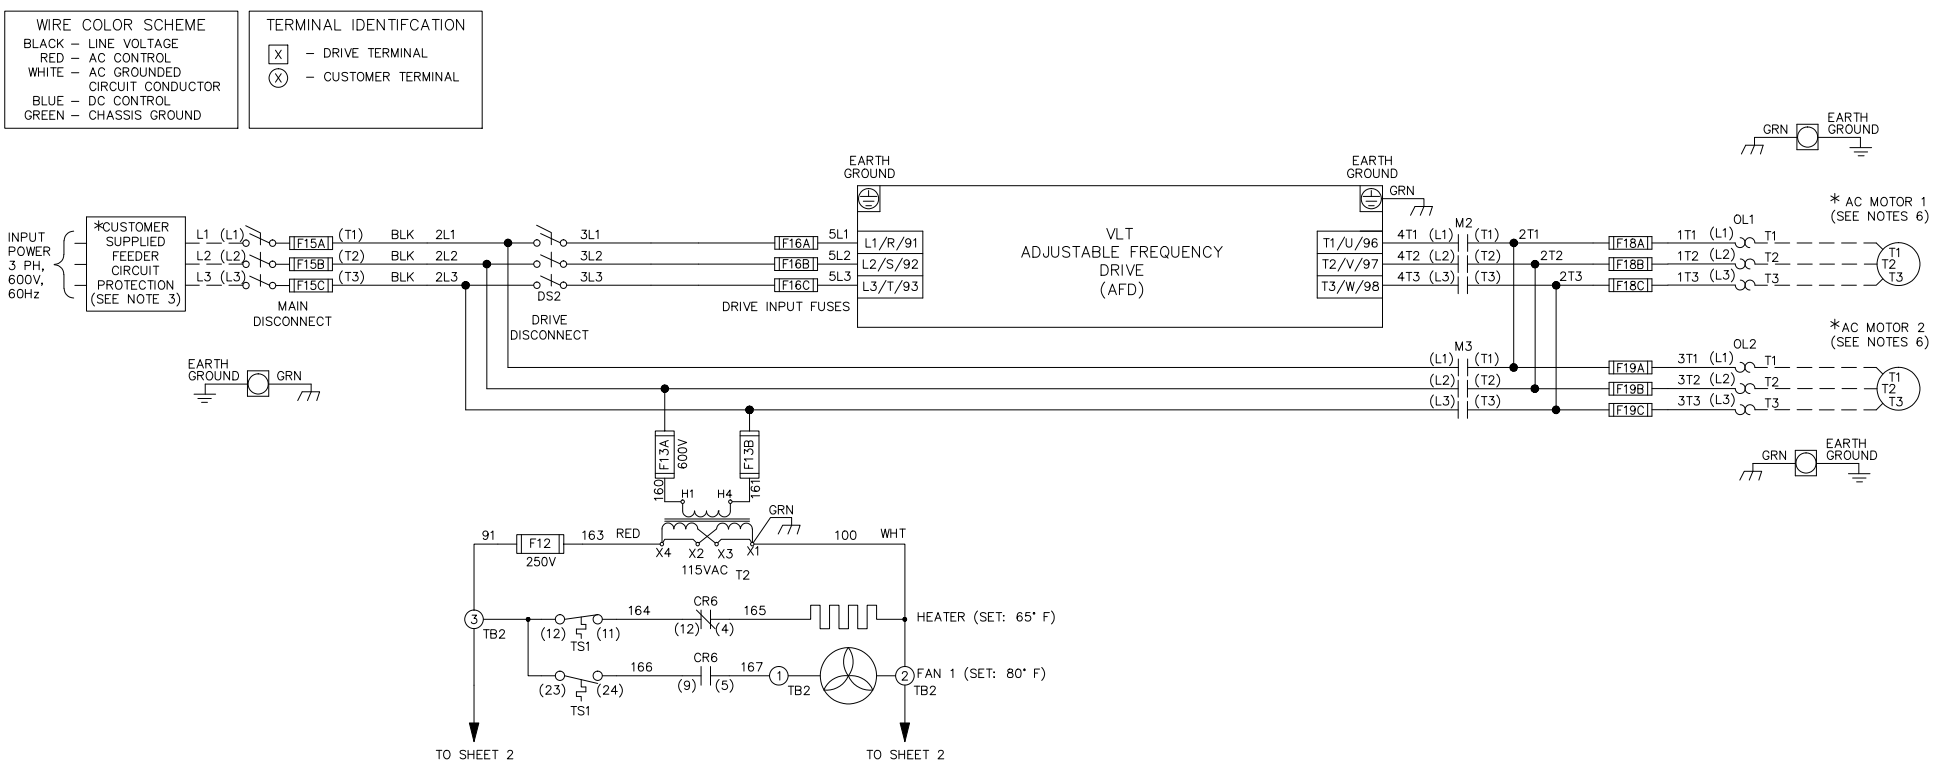 WIRE COLOR SCHEME
BLACK – LINE VOLTAGE
RED – AC CONTROL
WHITE – AC GROUNDED
CIRCUIT CONDUCTOR
BLUE – DC CONTROL
GREEN – CHASSIS GROUND
TERMINAL IDENTIFCATION
X – DRIVE TERMINAL
X – CUSTOMER TERMINAL
GRN
EARTH
GROUND
EARTH
GROUND
EARTH
GROUND
GRN
INPUT
POWER
3 PH,
600V,
60Hz
*CUSTOMER
SUPPLIED
FEEDER
CIRCUIT
PROTECTION
(SEE NOTE 3)
L1 (L1) F15A (T1) BLK 2L1 3L1 F16A 5L1 L1/R/91
L2 (L2) F15B (T2) BLK 2L2 3L2 F16B 5L2 L2/S/92
L3 (L3) F15C (T3) BLK 2L3 3L3 F16C 5L3 L3/T/93
MAIN
DISCONNECT
DS2
DRIVE
DISCONNECT
DRIVE INPUT FUSES
VLT
ADJUSTABLE FREQUENCY
DRIVE
(AFD)
M2
OL1
T1/U/96 4T1 (L1) (T1) 2T1 F18A 1T1 (L1) T1
T2/V/97 4T2 (L2) (T2) 2T2 F18B 1T2 (L2) T2
T3/W/98 4T3 (L3) (T3) 2T3 F18C 1T3 (L3) T3
* AC MOTOR 1
(SEE NOTES 6)
T1
T2
T3
M3
OL2
(L1) (T1) F19A 3T1 (L1) T1
(L2) (T2) F19B 3T2 (L2) T2
(L3) (T3) F19C 3T3 (L3) T3
* AC MOTOR 2
(SEE NOTES 6)
T1
T2
T3
EARTH
GROUND
GRN
GRN
EARTH
GROUND
F13A
600V
F13B
160
161
H1 H4
GRN
91 F12 163 RED
250V
X4 X2 X3 X1
100 WHT
115VAC T2
3
TB2
(12) (11)
TS1
164
CR6
(12) (4)
165
HEATER (SET: 65° F)
(23) (24)
TS1
166
CR6
(9) (5)
167
1
TB2
2
TB2
FAN 1 (SET: 80° F)
TO SHEET 2
TO SHEET 2